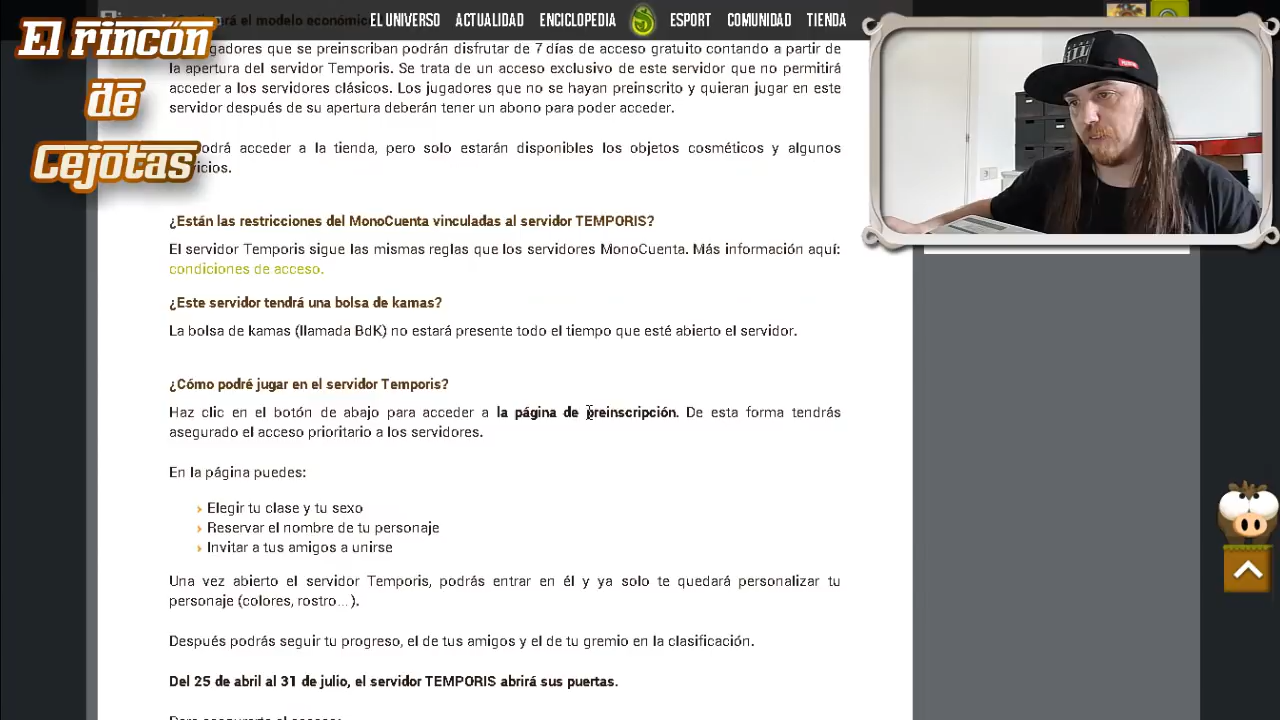 EL UNIVERSO ACTUALIDAD ENCICLOPEDIA ESPORT COMUNIDAD TIENDA
El rincón
de
Cejotas
el modelo económic
jugadores que se preinscriban podrán disfrutar de 7 días de acceso gratuito contando a partir de
la apertura del servidor Temporis. Se trata de un acceso exclusivo de este servidor que no permitirá
acceder a los servidores clásicos. Los jugadores que no se hayan preinscrito y quieran jugar en este
servidor después de su apertura deberán tener un abono para poder acceder.
odrá acceder a la tienda, pero solo estarán disponibles los objetos cosméticos y algunos
icios.
¿Están las restricciones del MonoCuenta vinculadas al servidor TEMPORIS?
El servidor Temporis sigue las mismas reglas que los servidores MonoCuenta. Más información aquí:
condiciones de acceso.
¿Este servidor tendrá una bolsa de kamas?
La bolsa de kamas (llamada BdK) no estará presente todo el tiempo que esté abierto el servidor.
¿Cómo podré jugar en el servidor Temporis?
Haz clic en el botón de abajo para acceder a la página de preinscripción. De esta forma tendrás
asegurado el acceso prioritario a los servidores.
En la página puedes:
Elegir tu clase y tu sexo
Reservar el nombre de tu personaje
Invitar a tus amigos a unirse
Una vez abierto el servidor Temporis, podrás entrar en él y ya solo te quedará personalizar tu
personaje (colores, rostro...).
Después podrás seguir tu progreso, el de tus amigos y el de tu gremio en la clasificación.
Del 25 de abril al 31 de julio, el servidor TEMPORIS abrirá sus puertas.